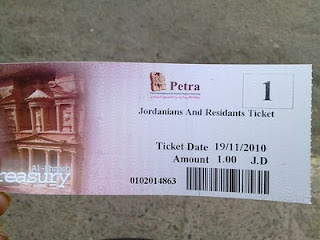 Petra
1
Jordanians And Residants Ticket
Ticket Date 19/11/2010
Amount 1.00 J.D
Treasury
0102014863